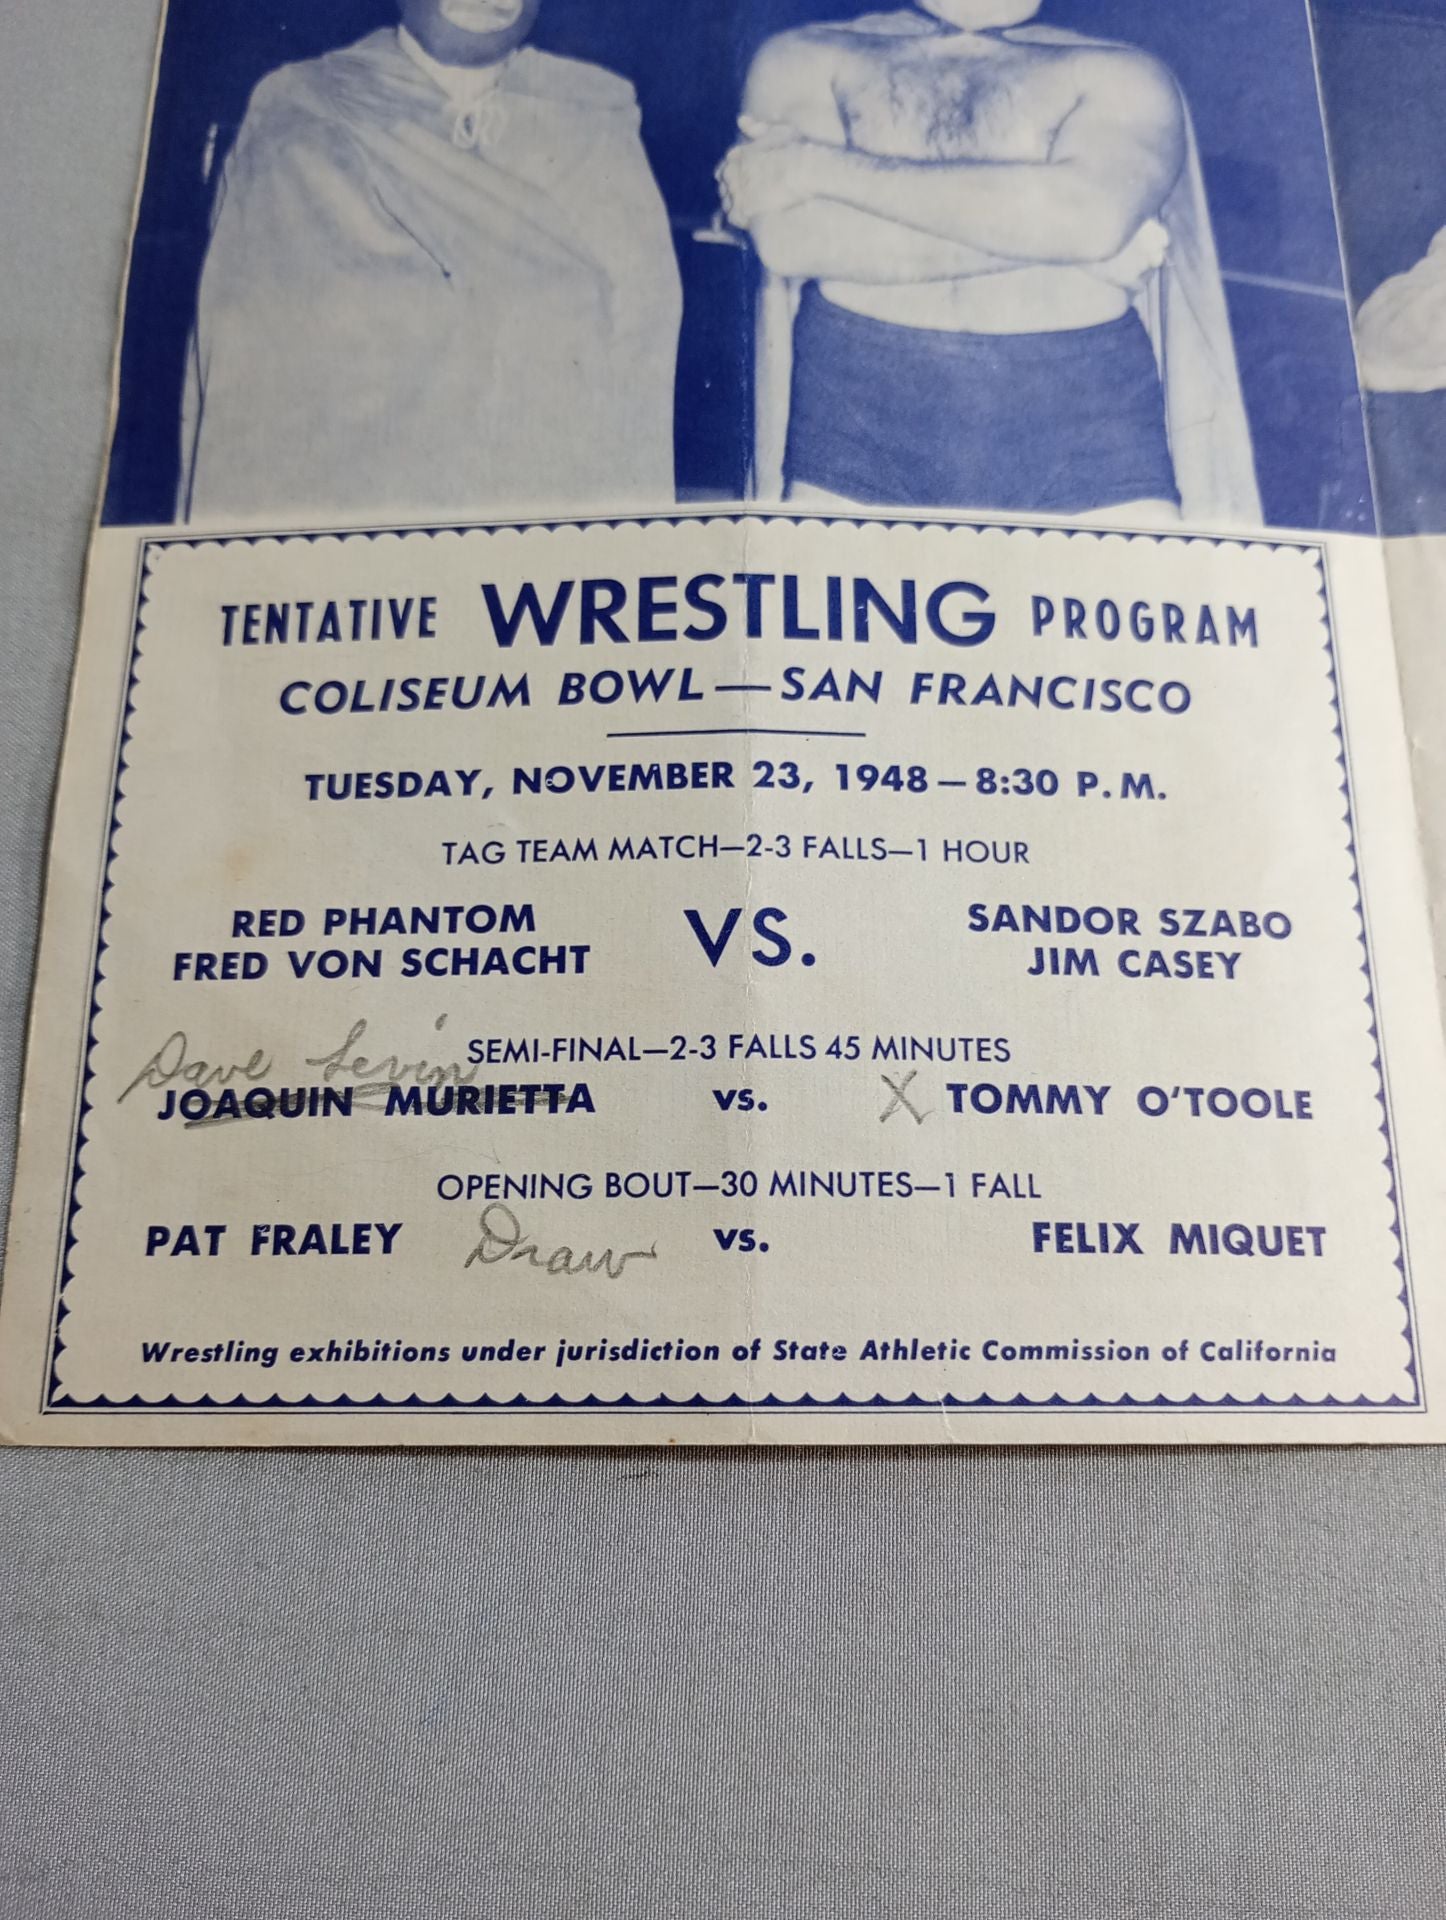 TENTATIVE WRESTLING PROGRAM
COLISEUM BOWL—SAN FRANCISCO
TUESDAY, NOVEMBER 23, 1948—8:30 P.M.
TAG TEAM MATCH—2-3 FALLS—1 HOUR
RED PHANTOM
FRED VON SCHACHT
VS.
SANDOR SZABO
JIM CASEY
SEMI-FINAL—2-3 FALLS 45 MINUTES
Dave Levin
JOAQUIN MURIETTA vs. X TOMMY O'TOOLE
OPENING BOUT—30 MINUTES—1 FALL
PAT FRALEY Draw vs. FELIX MIQUET
Wrestling exhibitions under jurisdiction of State Athletic Commission of California